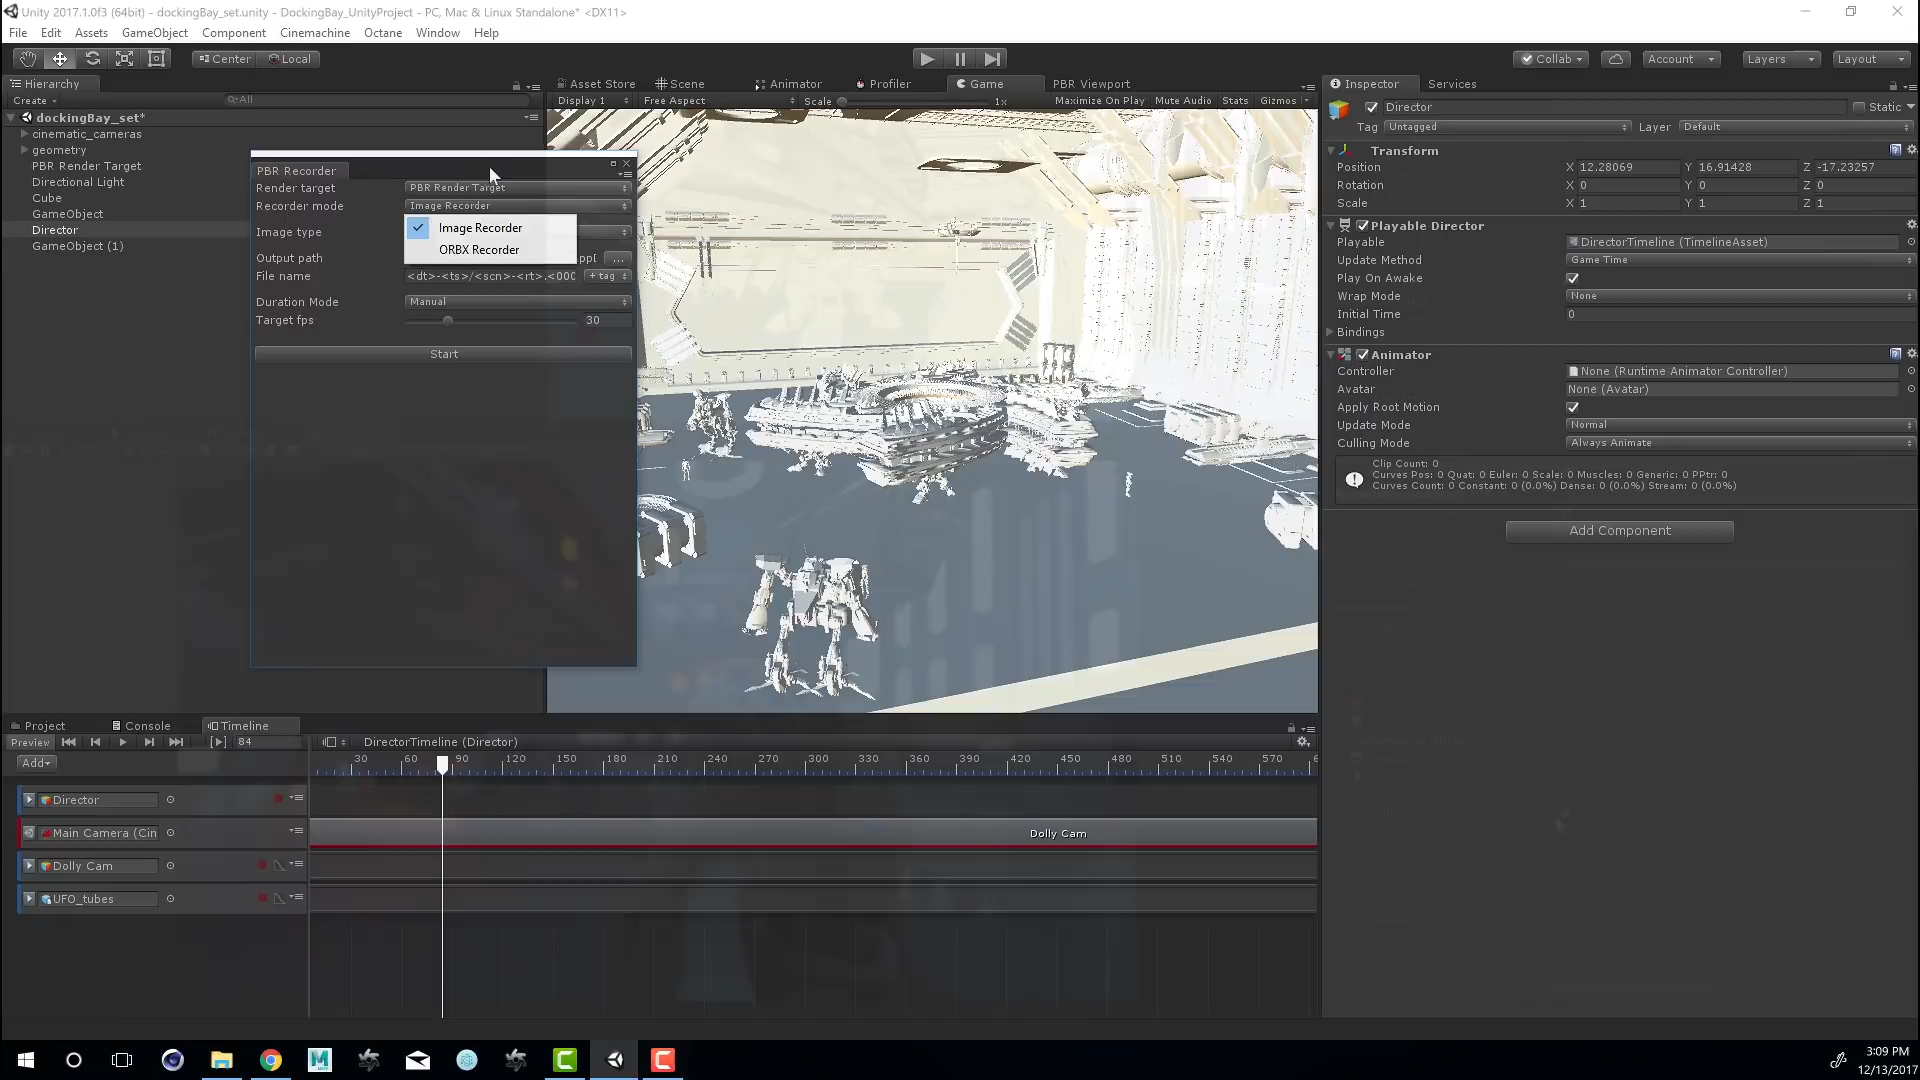 Unity 2017.1.0f3 (64bit) - dockingBay_set.unity - DockingBay_UnityProject - PC, Mac & Linux Standalone* <DX11>
File Edit Assets GameObject Component Cinemachine Octane Window Help
Center Local
Collab Account Layers Layout
Hierarchy
Create All
dockingBay_set*
cinematic_cameras
geometry
PBR Render Target
Directional Light
Cube
GameObject
Director
GameObject (1)
PBR Recorder
Render target PBR Render Target
Recorder mode Image Recorder
Image Recorder
ORBX Recorder
Image type
Output path ...
File name <dt>-<ts>/<scn>-<rt>.<000 + tag
Duration Mode Manual
Target fps 30
Start
Asset Store Scene Animator Profiler Game PBR Viewport
Display 1 Free Aspect Scale 1x Maximize On Play Mute Audio Stats Gizmos
Inspector Services
Director Static
Tag Untagged Layer Default
Transform
Position X 12.28069 Y 16.91428 Z -17.23257
Rotation X 0 Y 0 Z 0
Scale X 1 Y 1 Z 1
Playable Director
Playable DirectorTimeline (TimelineAsset)
Update Method Game Time
Play On Awake
Wrap Mode None
Initial Time 0
Bindings
Animator
Controller None (Runtime Animator Controller)
Avatar None (Avatar)
Apply Root Motion
Update Mode Normal
Culling Mode Always Animate
Clip Count: 0
Curves Pos: 0 Quat: 0 Euler: 0 Scale: 0 Muscles: 0 Generic: 0 PPtr: 0
Curves Count: 0 Constant: 0 (0.0%) Dense: 0 (0.0%) Stream: 0 (0.0%)
Add Component
Project Console Timeline
Preview 84 DirectorTimeline (Director)
Add
30 60 90 120 150 180 210 240 270 300 330 360 390 420 450 480 510 540 570 6
Director
Main Camera (Cin Dolly Cam
Dolly Cam
UFO_tubes
3:09 PM
12/13/2017